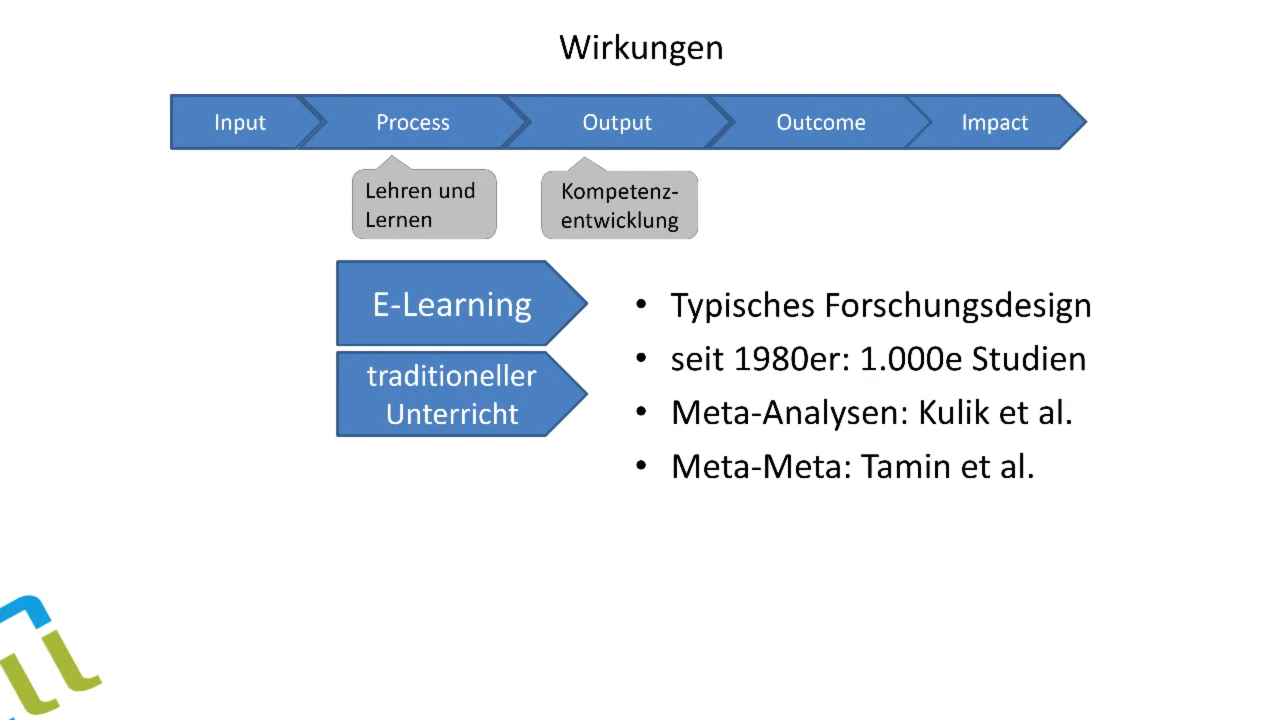 Wirkungen
Input
Process
Output
Outcome
Impact
Lehren und
Lernen
Kompetenz-
entwicklung
E-Learning
traditioneller
Unterricht
• Typisches Forschungsdesign
• seit 1980er: 1.000e Studien
• Meta-Analysen: Kulik et al.
• Meta-Meta: Tamin et al.